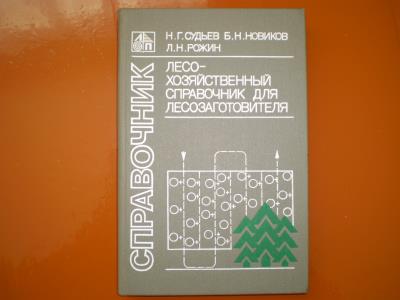 Н.Г.СУДЬЕВ Б.Н.НОВИКОВ
Л.Н.РОЖИН
ЛЕСО-
ХОЗЯЙСТВЕННЫЙ
СПРАВОЧНИК ДЛЯ
ЛЕСОЗАГОТОВИТЕЛЯ
СПРАВОЧНИК